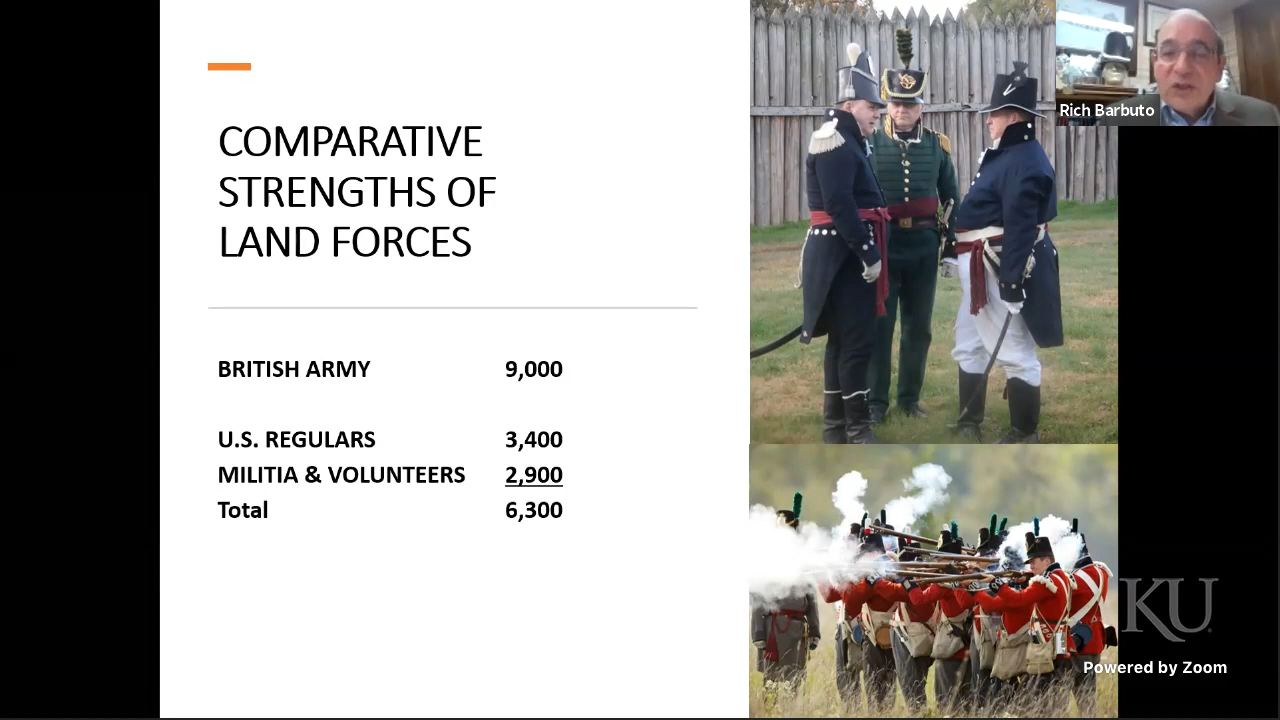 COMPARATIVE
STRENGTHS OF
LAND FORCES
BRITISH ARMY 9,000
U.S. REGULARS 3,400
MILITIA & VOLUNTEERS 2,900
Total 6,300
Rich Barbuto
KU
Powered by Zoom